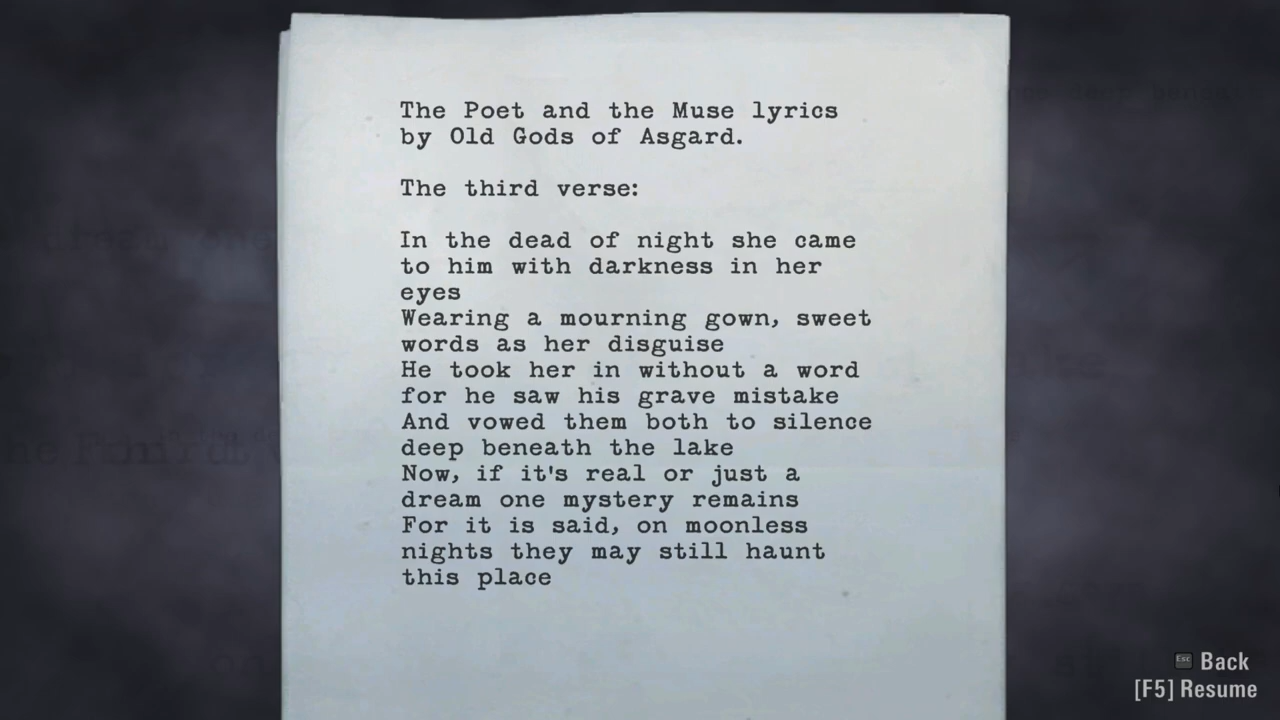 The Poet and the Muse lyrics
by Old Gods of Asgard.
The third verse:
In the dead of night she came
to him with darkness in her
eyes
Wearing a mourning gown, sweet
words as her disguise
He took her in without a word
for he saw his grave mistake
And vowed them both to silence
deep beneath the lake
Now, if it's real or just a
dream one mystery remains
For it is said, on moonless
nights they may still haunt
this place
Esc Back
[F5] Resume